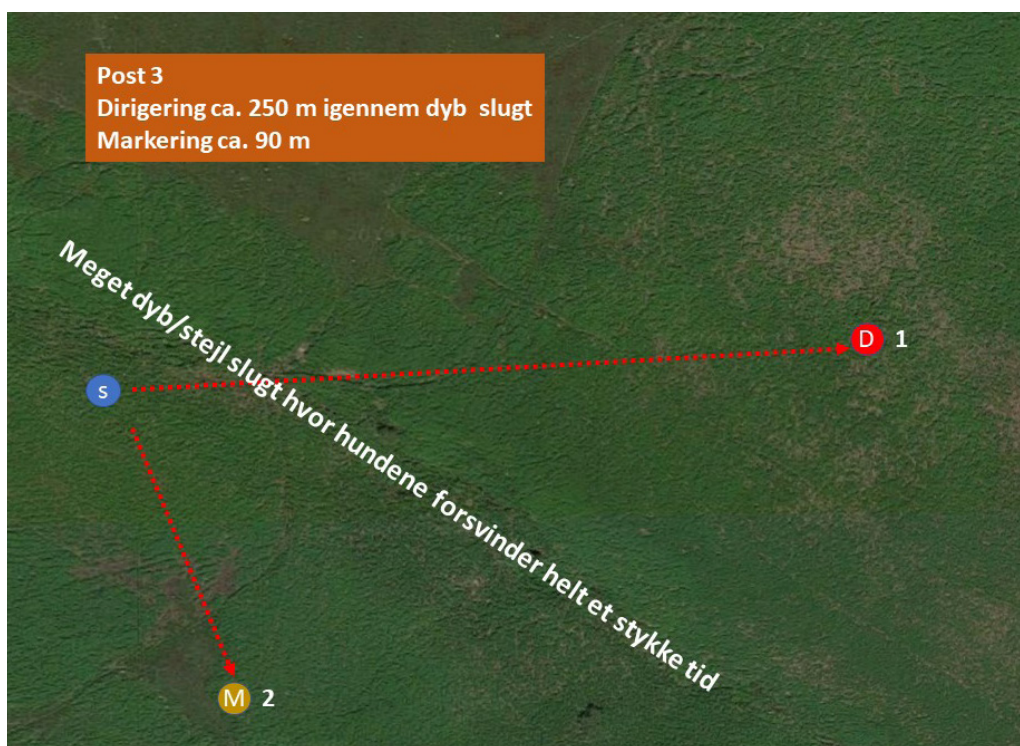 Post 3
Dirigering ca. 250 m igennem dyb slugt
Markering ca. 90 m
Meget dyb/stejl slugt hvor hundene forsvinder helt et stykke tid
D 1
S
M 2